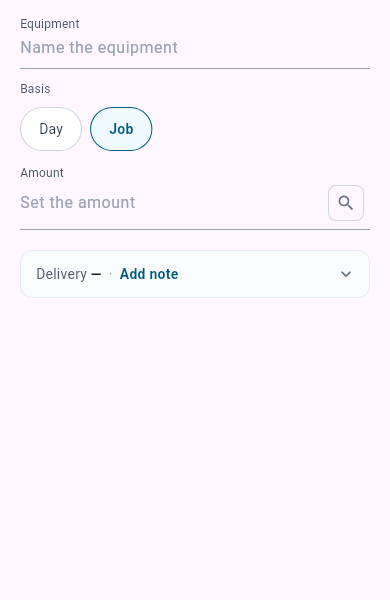 Equipment
Name the equipment
Basis
Day
Job
Amount
Set the amount
Delivery — · Add note